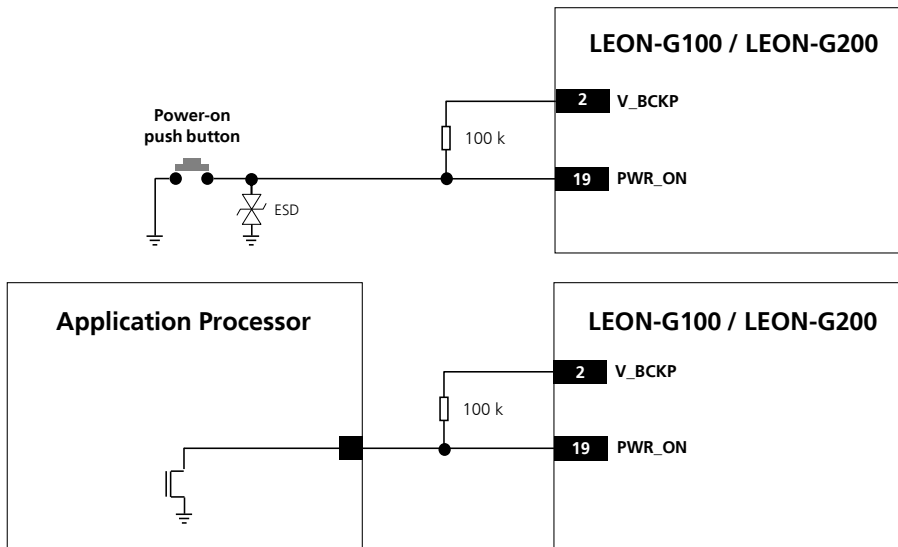 LEON-G100 / LEON-G200
2 V_BCKP
Power-on
push button
100 k
19 PWR_ON
ESD
Application Processor
LEON-G100 / LEON-G200
2 V_BCKP
100 k
19 PWR_ON